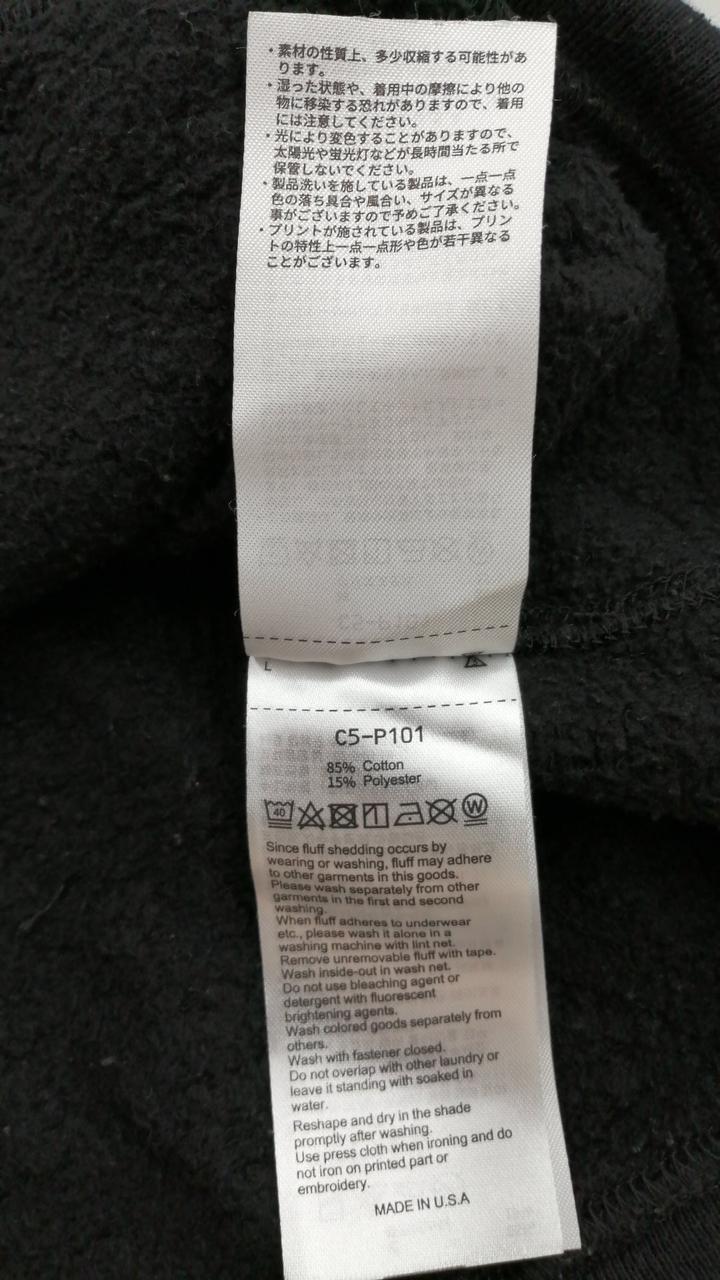 ・素材の性質上、多少収縮する可能性があ
ります。
・湿った状態や、着用中の摩擦により他の
物に移染する恐れがありますので、着用
には注意してください。
・光により変色することがありますので、
太陽光や蛍光灯などが長時間当たる所で
保管しないでください。
・製品洗いを施している製品は、一点一点
色の落ち具合や風合い、サイズが異なる
事がございますので予めご了承ください。
・プリントが施されている製品は、プリン
トの特性上一点一点形や色が若干異なる
ことがございます。
L
C5-P101
85% Cotton
15% Polyester
40
W
Since fluff shedding occurs by
wearing or washing, fluff may adhere
to other garments in this goods.
Please wash separately from other
garments in the first and second
washing.
When fluff adheres to underwear
etc., please wash it alone in a
washing machine with lint net.
Remove unremovable fluff with tape.
Wash inside-out in wash net.
Do not use bleaching agent or
detergent with fluorescent
brightening agents.
Wash colored goods separately from
others.
Wash with fastener closed.
Do not overlap with other laundry or
leave it standing with soaked in
water.
Reshape and dry in the shade
promptly after washing.
Use press cloth when ironing and do
not iron on printed part or
embroidery.
MADE IN U.S.A